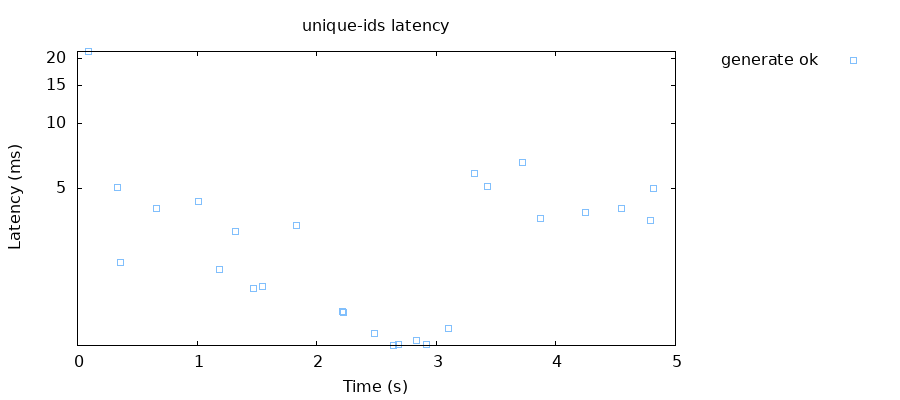 unique-ids latency
generate ok
20
15
10
5
Latency (ms)
0 1 2 3 4 5
Time (s)